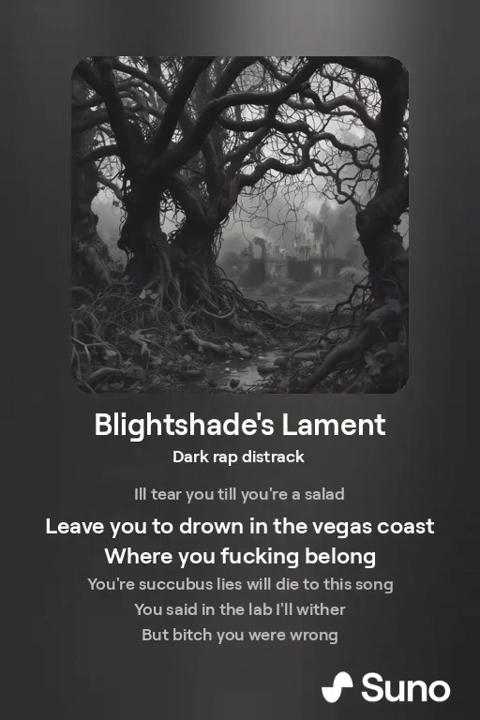 Blightshade's Lament
Dark rap distrack
Ill tear you till you're a salad
Leave you to drown in the vegas coast
Where you fucking belong
You're succubus lies will die to this song
You said in the lab I'll wither
But bitch you were wrong
Suno